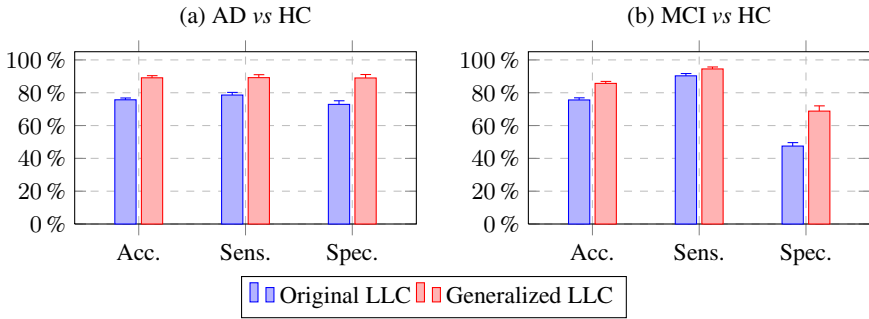 (a) AD vs HC
100 %
80 %
60 %
40 %
20 %
0 %
Acc. Sens. Spec.
(b) MCI vs HC
100 %
80 %
60 %
40 %
20 %
0 %
Acc. Sens. Spec.
Original LLC Generalized LLC